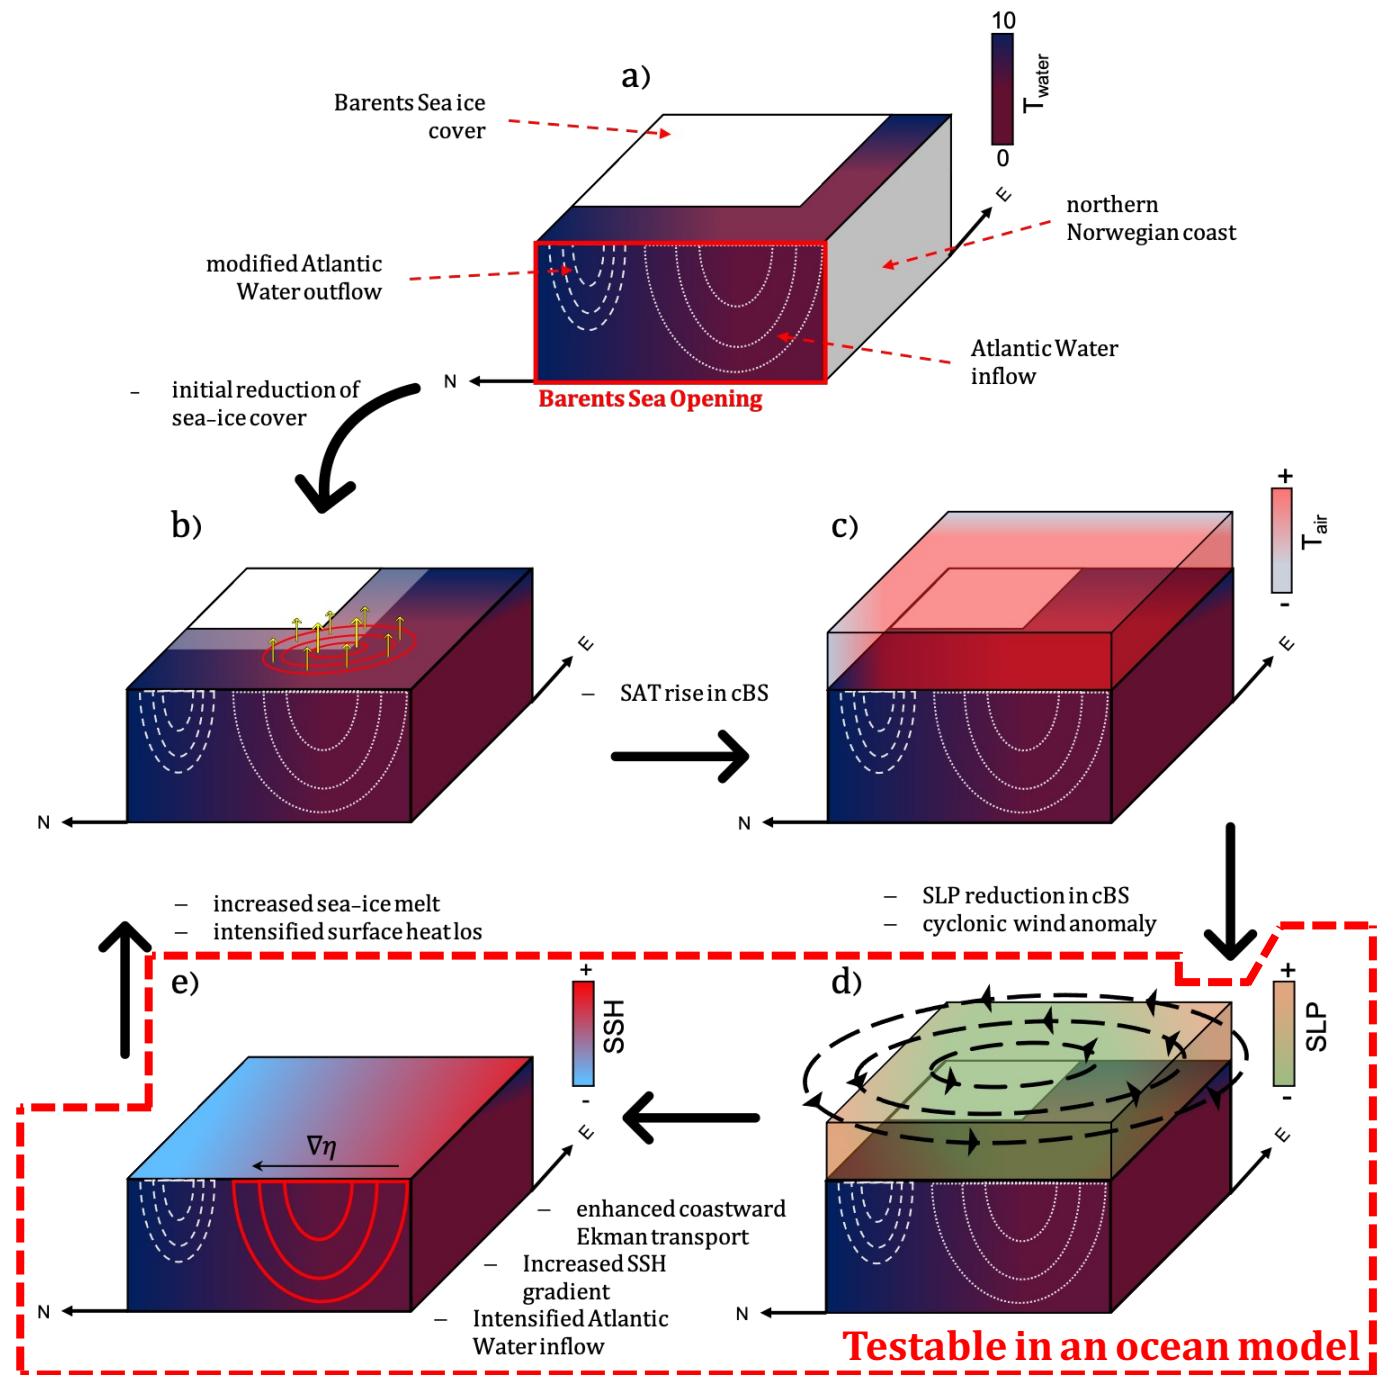 a)
10
T_water
0
Barents Sea ice
cover
E
northern
Norwegian coast
modified Atlantic
Water outflow
Atlantic Water
inflow
N
Barents Sea Opening
– initial reduction of
sea-ice cover
b)
E
N
– SAT rise in cBS
c)
+
T_air
-
E
N
– increased sea-ice melt
– intensified surface heat los
– SLP reduction in cBS
– cyclonic wind anomaly
e)
+
SSH
-
∇η
E
N
d)
+
SLP
-
E
N
– enhanced coastward
Ekman transport
– Increased SSH
gradient
– Intensified Atlantic
Water inflow
Testable in an ocean model